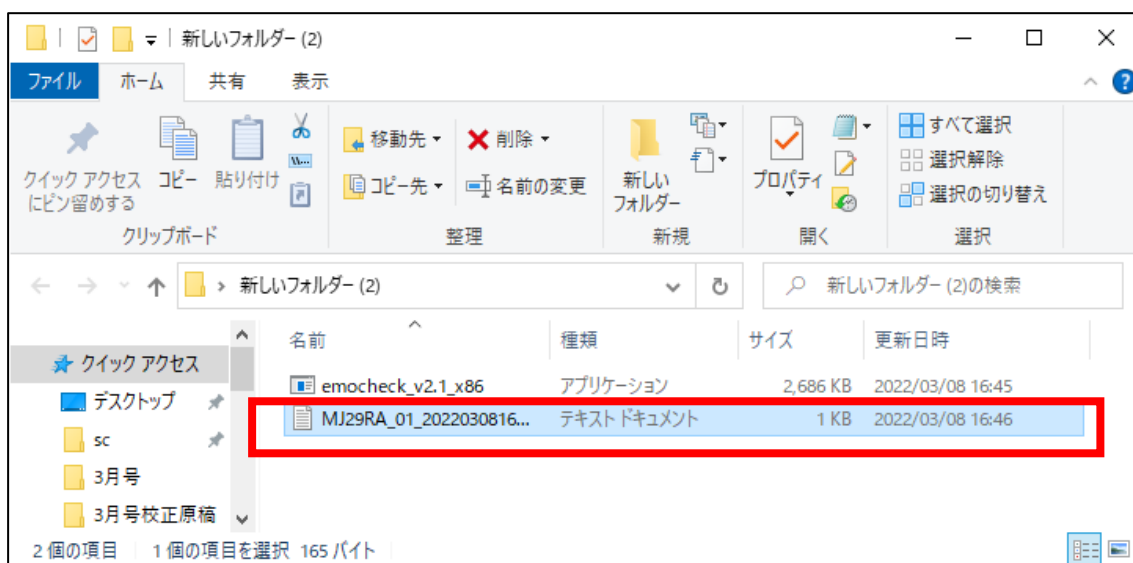 新しいフォルダー (2)
ファイル ホーム 共有 表示
クイック アクセス
にピン留めする
コピー
貼り付け
移動先
コピー先
削除
名前の変更
新しい
フォルダー
プロパティ
すべて選択
選択解除
選択の切り替え
クリップボード 整理 新規 開く 選択
新しいフォルダー (2)
新しいフォルダー (2)の検索
名前 種類 サイズ 更新日時
クイック アクセス
デスクトップ
sc
3月号
3月号校正原稿
emocheck_v2.1_x86 アプリケーション 2,686 KB 2022/03/08 16:45
MJ29RA_01_2022030816... テキスト ドキュメント 1 KB 2022/03/08 16:46
2 個の項目 1 個の項目を選択 165 バイト